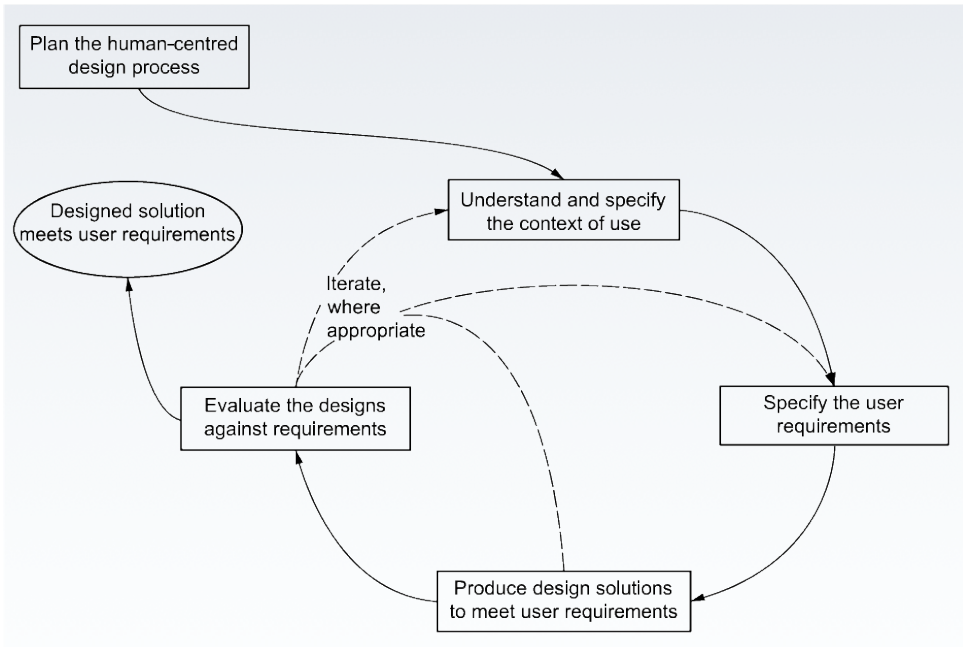 Plan the human-centred
design process
Understand and specify
the context of use
Designed solution
meets user requirements
Iterate,
where
appropriate
Evaluate the designs
against requirements
Specify the user
requirements
Produce design solutions
to meet user requirements